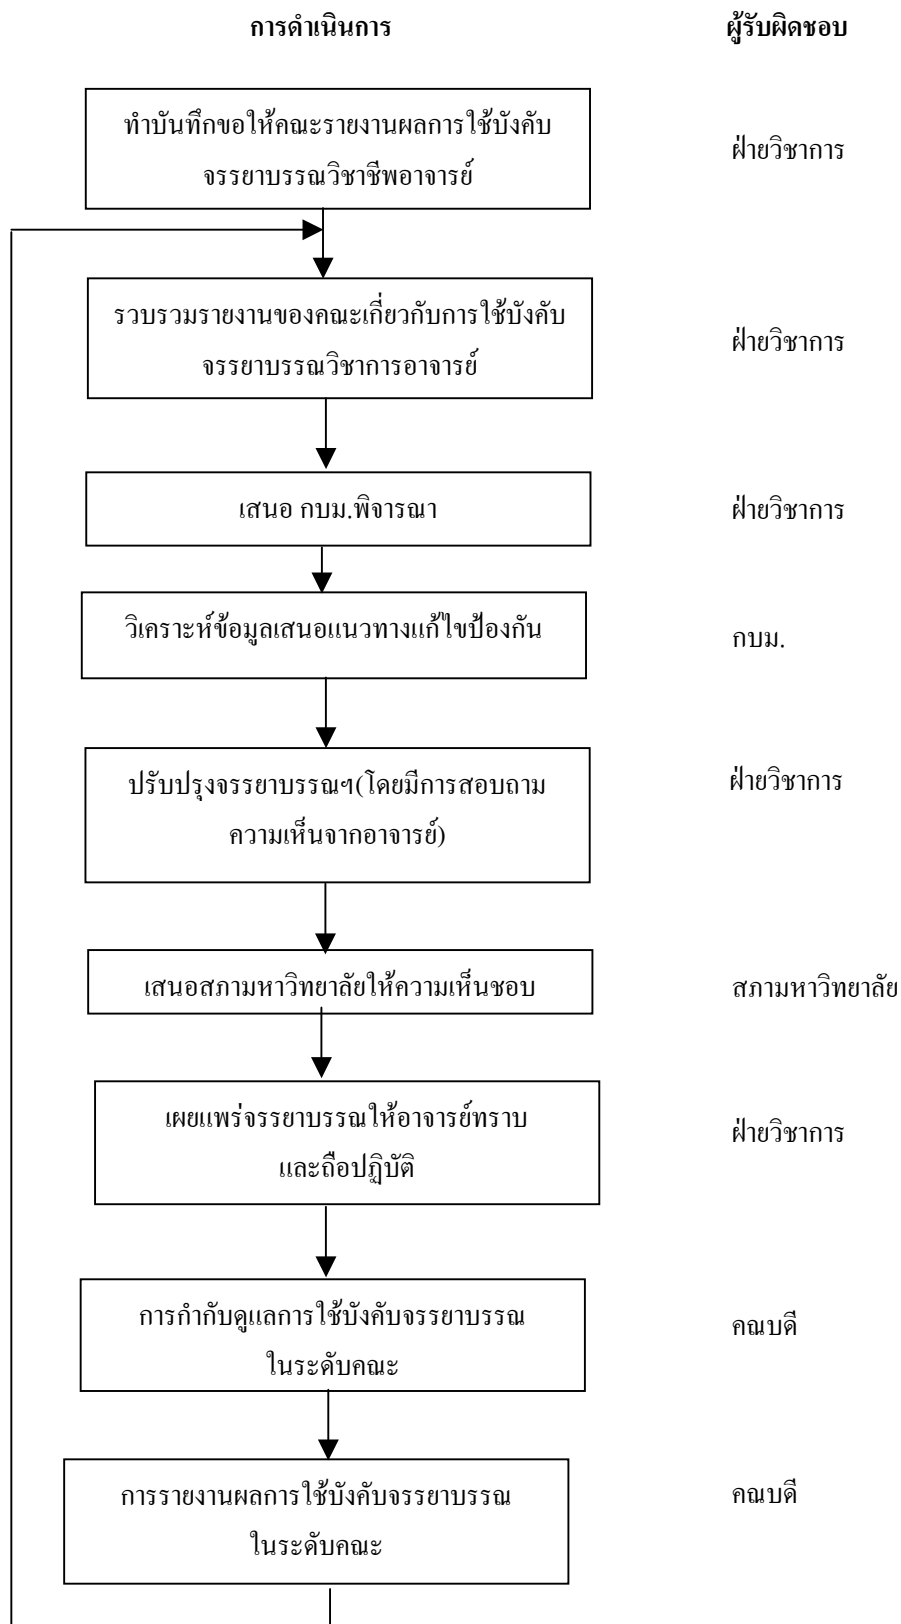 การดำเนินการ ผู้รับผิดชอบ
ทำบันทึกขอให้คณะรายงานผลการใช้บังคับ
จรรยาบรรณวิชาชีพอาจารย์
ฝ่ายวิชาการ
รวบรวมรายงานของคณะเกี่ยวกับการใช้บังคับ
จรรยาบรรณวิชาการอาจารย์
ฝ่ายวิชาการ
เสนอ กบม.พิจารณา ฝ่ายวิชาการ
วิเคราะห์ข้อมูลเสนอแนวทางแก้ไขป้องกัน กบม.
ปรับปรุงจรรยาบรรณฯ(โดยมีการสอบถาม
ความเห็นจากอาจารย์)
ฝ่ายวิชาการ
เสนอสภามหาวิทยาลัยให้ความเห็นชอบ สภามหาวิทยาลัย
เผยแพร่จรรยาบรรณให้อาจารย์ทราบ
และถือปฏิบัติ
ฝ่ายวิชาการ
การกำกับดูแลการใช้บังคับจรรยาบรรณ
ในระดับคณะ
คณบดี
การรายงานผลการใช้บังคับจรรยาบรรณ
ในระดับคณะ
คณบดี